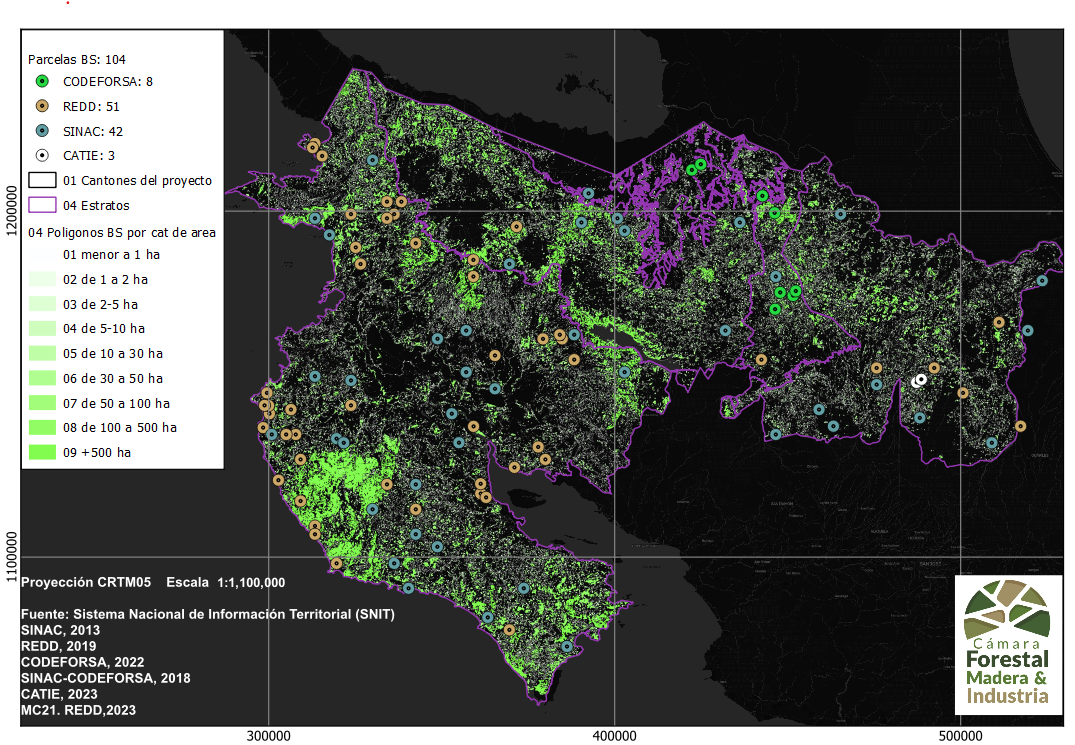 Parcelas BS: 104
CODEFORSA: 8
REDD: 51
SINAC: 42
CATIE: 3
01 Cantones del proyecto
04 Estratos
04 Poligonos BS por cat de area
01 menor a 1 ha
02 de 1 a 2 ha
03 de 2-5 ha
04 de 5-10 ha
05 de 10 a 30 ha
06 de 30 a 50 ha
07 de 50 a 100 ha
08 de 100 a 500 ha
09 +500 ha
1200000
1100000
Proyección CRTM05 Escala 1:1,100,000
Fuente: Sistema Nacional de Información Territorial (SNIT)
SINAC, 2013
REDD, 2019
CODEFORSA, 2022
SINAC-CODEFORSA, 2018
CATIE, 2023
MC21. REDD,2023
Cámara
Forestal
Madera &
Industria
300000
400000
500000